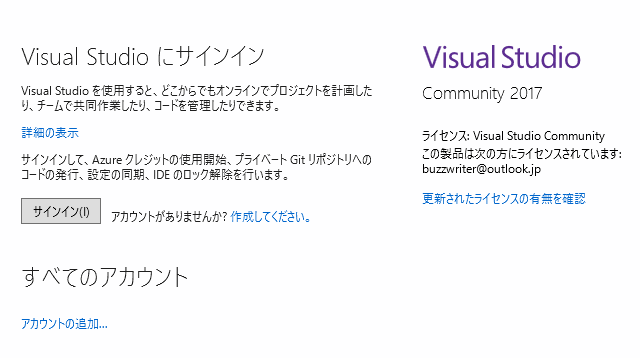 Visual Studio にサインイン
Visual Studio を使用すると、どこからでもオンラインでプロジェクトを計画した
り、チームで共同作業したり、コードを管理したりできます。
詳細の表示
サインインして、Azure クレジットの使用開始、プライベート Git リポジトリへの
コードの発行、設定の同期、IDE のロック解除を行います。
サインイン(I)
アカウントがありませんか? 作成してください。
すべてのアカウント
アカウントの追加...
Visual Studio
Community 2017
ライセンス: Visual Studio Community
この製品は次の方にライセンスされています:
buzzwriter@outlook.jp
更新されたライセンスの有無を確認